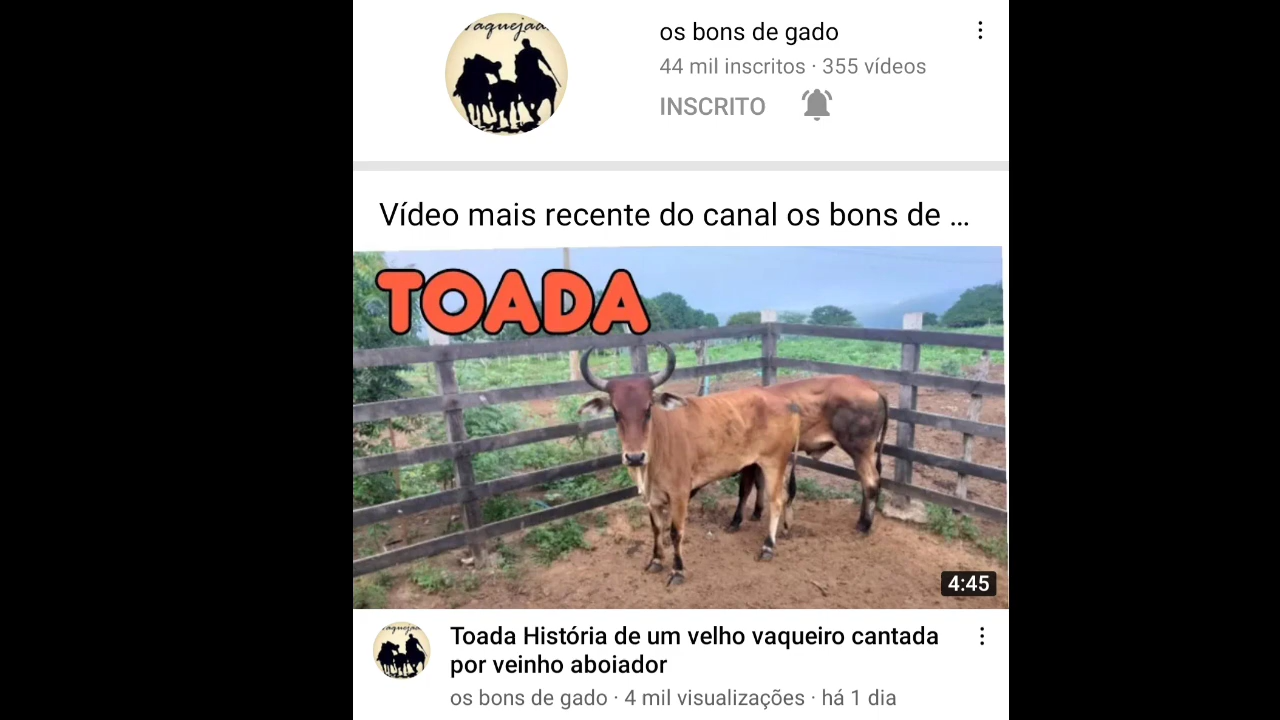 vaquejad
os bons de gado
44 mil inscritos · 355 vídeos
INSCRITO
Vídeo mais recente do canal os bons de ...
TOADA
4:45
Toada História de um velho vaqueiro cantada
por veinho aboiador
os bons de gado · 4 mil visualizações · há 1 dia